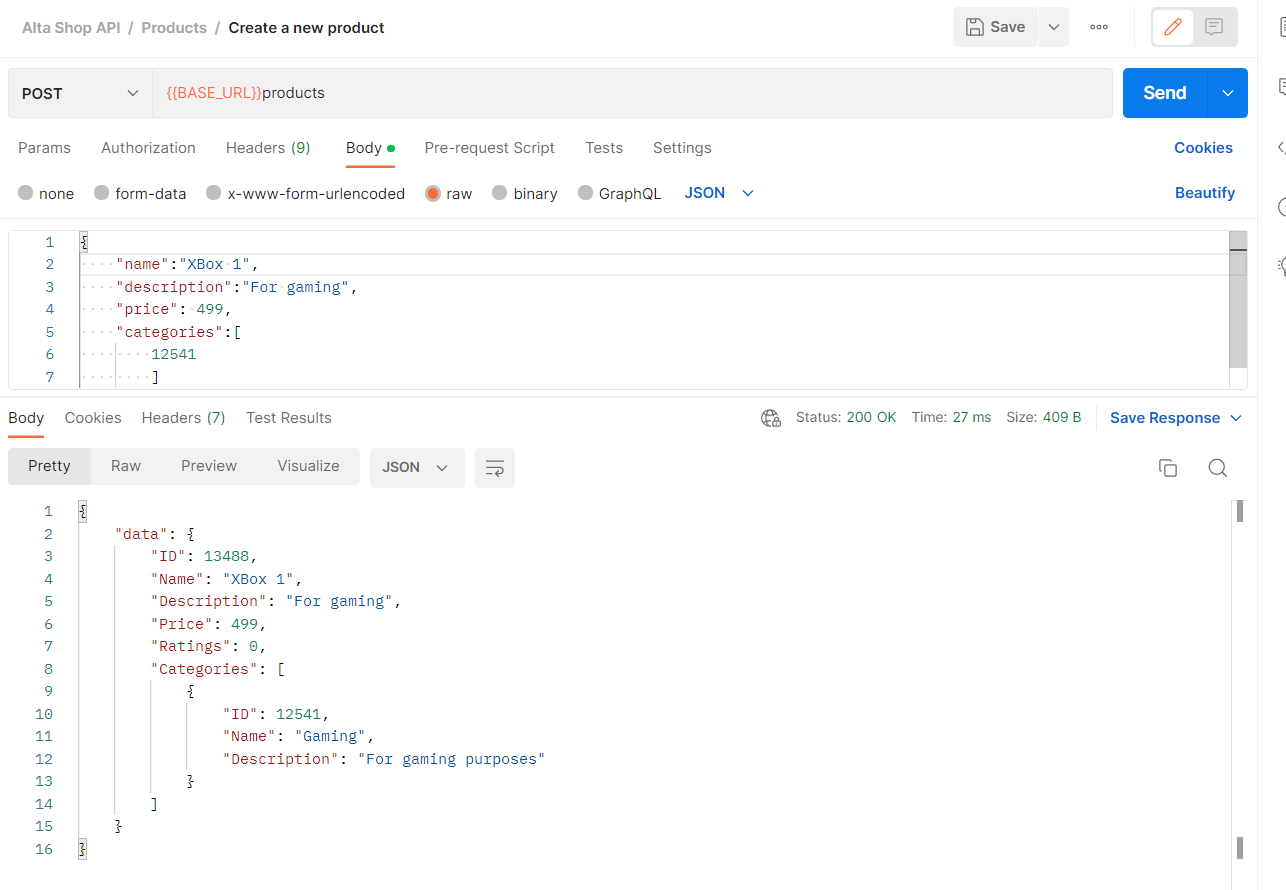 Alta Shop API / Products / Create a new product
Save
POST
{{BASE_URL}}products
Send
Params Authorization Headers (9) Body Pre-request Script Tests Settings Cookies
none form-data x-www-form-urlencoded raw binary GraphQL JSON Beautify
1 {
2 "name":"XBox 1",
3 "description":"For gaming",
4 "price": 499,
5 "categories":[
6 12541
7 ]
Body Cookies Headers (7) Test Results Status: 200 OK Time: 27 ms Size: 409 B Save Response
Pretty Raw Preview Visualize JSON
1 {
2 "data": {
3 "ID": 13488,
4 "Name": "XBox 1",
5 "Description": "For gaming",
6 "Price": 499,
7 "Ratings": 0,
8 "Categories": [
9 {
10 "ID": 12541,
11 "Name": "Gaming",
12 "Description": "For gaming purposes"
13 }
14 ]
15 }
16 }